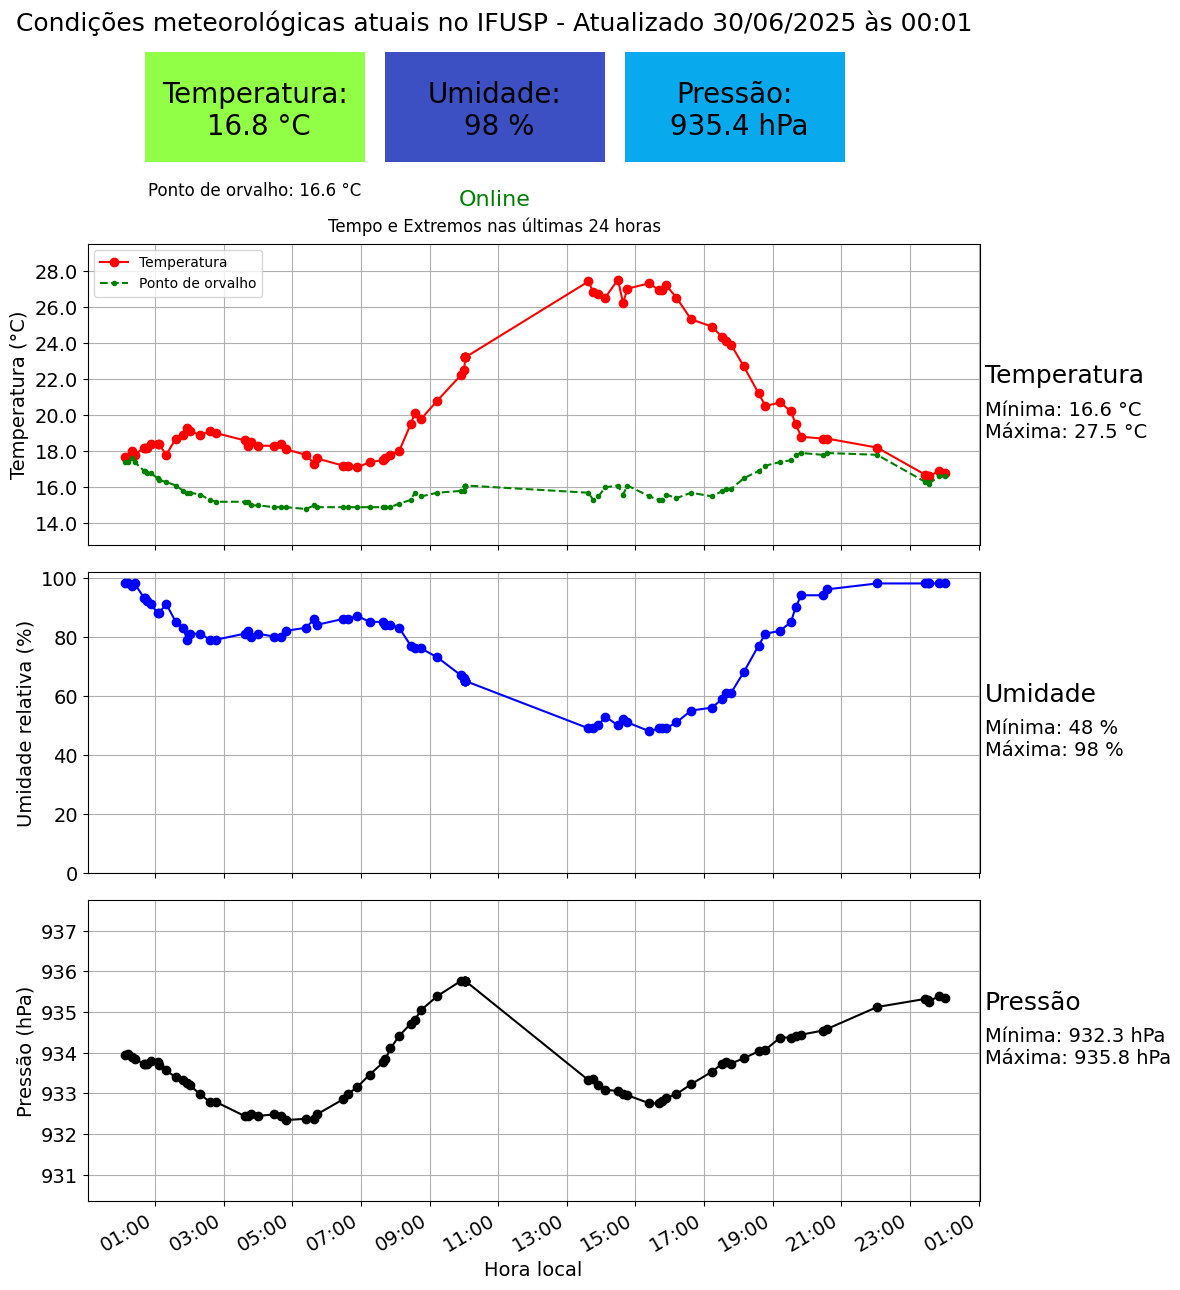 Condições meteorológicas atuais no IFUSP - Atualizado 30/06/2025 às 00:01
Temperatura:
16.8 °C
Umidade:
98 %
Pressão:
935.4 hPa
Ponto de orvalho: 16.6 °C
Online
Tempo e Extremos nas últimas 24 horas
Temperatura
Ponto de orvalho
Temperatura (°C)
28.0
26.0
24.0
22.0
20.0
18.0
16.0
14.0
Temperatura
Mínima: 16.6 °C
Máxima: 27.5 °C
Umidade relativa (%)
100
80
60
40
20
0
Umidade
Mínima: 48 %
Máxima: 98 %
Pressão (hPa)
937
936
935
934
933
932
931
Pressão
Mínima: 932.3 hPa
Máxima: 935.8 hPa
01:00 03:00 05:00 07:00 09:00 11:00 13:00 15:00 17:00 19:00 21:00 23:00 01:00
Hora local